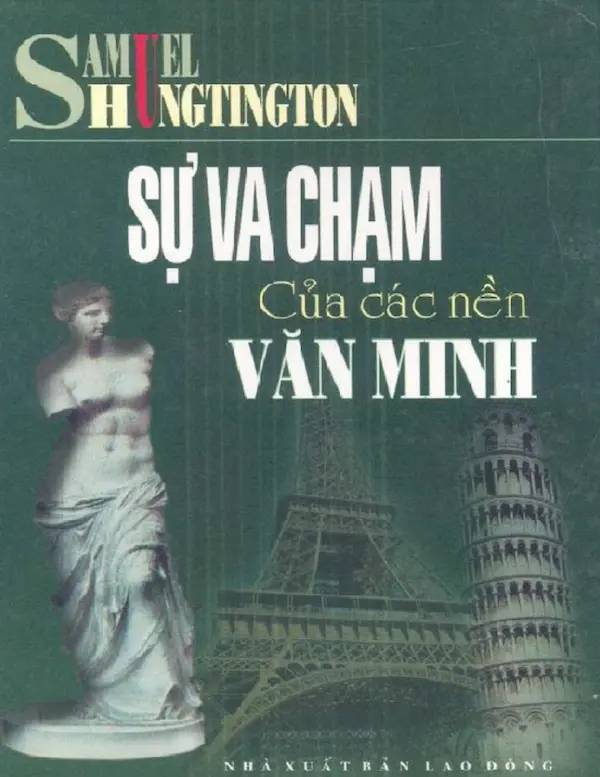 SAMUEL
HUNGTINGTON
SỰ VA CHẠM
Của các nền
VĂN MINH
NHÀ XUẤT BẢN LAO ĐỘNG